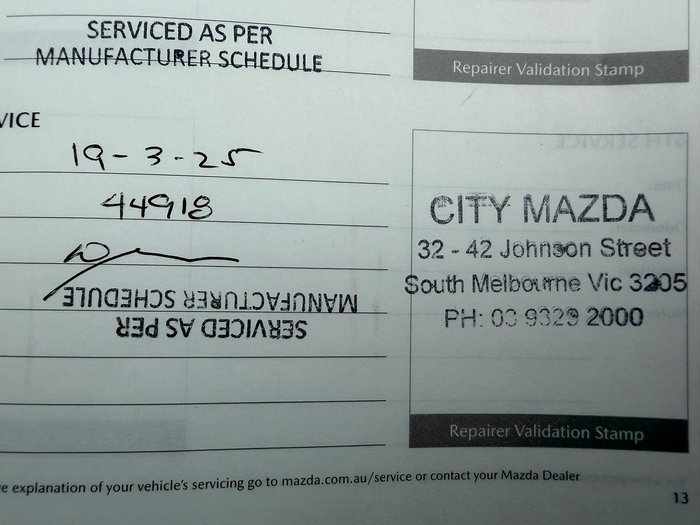 SERVICED AS PER
MANUFACTURER SCHEDULE
Repairer Validation Stamp
VICE
19-3-25
44918
MANUFACTURER SCHEDULE
SERVICED AS PER
CITY MAZDA
32 - 42 Johnson Street
South Melbourne Vic 3205
PH: 03 9329 2000
Repairer Validation Stamp
e explanation of your vehicle's servicing go to mazda.com.au/service or contact your Mazda Dealer
13